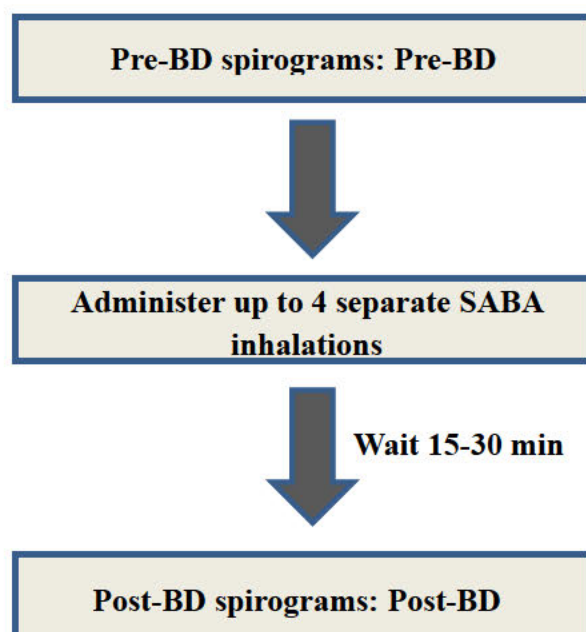 Pre-BD spirograms: Pre-BD
Administer up to 4 separate SABA
inhalations
Wait 15-30 min
Post-BD spirograms: Post-BD